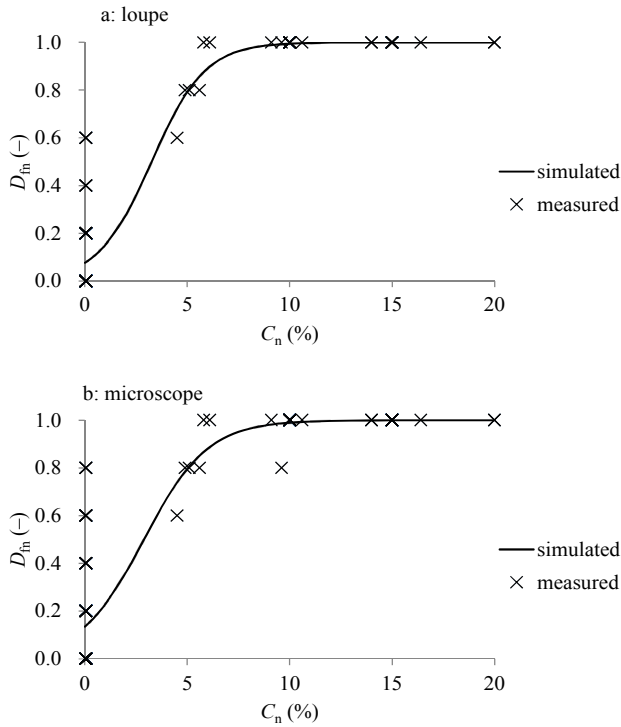 a: loupe
1.0
0.8
0.6
0.4
0.2
0.0
D_fn (–)
0 5 10 15 20
C_n (%)
simulated
measured
b: microscope
1.0
0.8
0.6
0.4
0.2
0.0
D_fn (–)
0 5 10 15 20
C_n (%)
simulated
measured